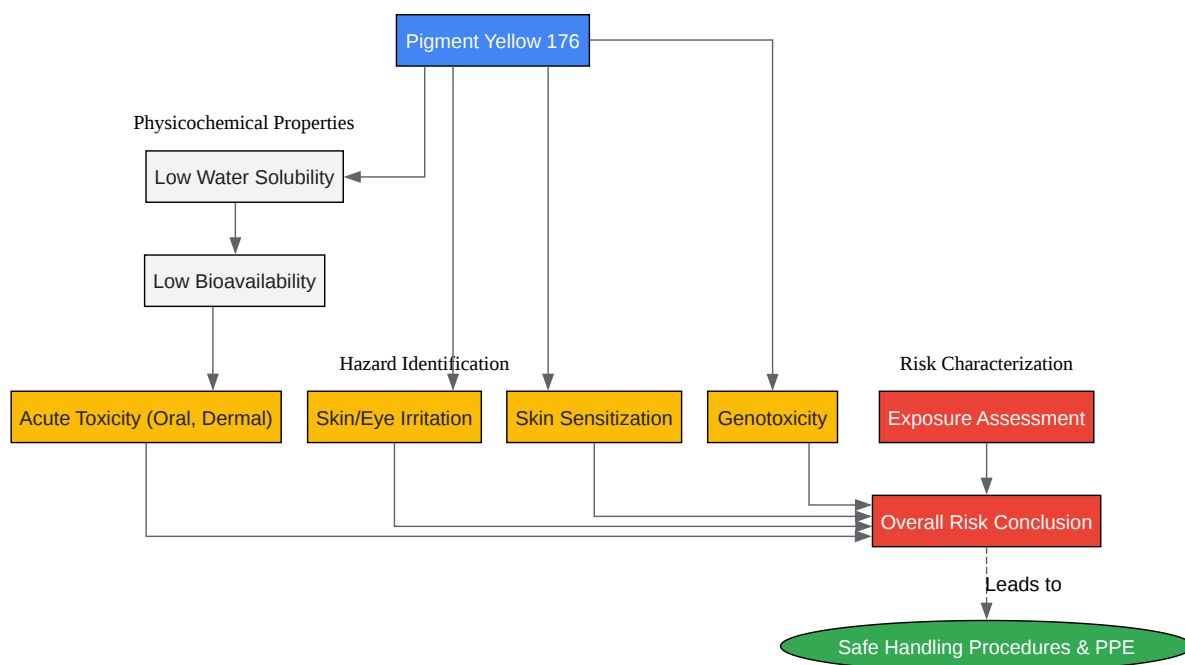 Pigment Yellow 176
Physicochemical Properties
Low Water Solubility
Low Bioavailability
Hazard Identification
Risk Characterization
Acute Toxicity (Oral, Dermal)
Skin/Eye Irritation
Skin Sensitization
Genotoxicity
Exposure Assessment
Overall Risk Conclusion
Leads to
Safe Handling Procedures & PPE